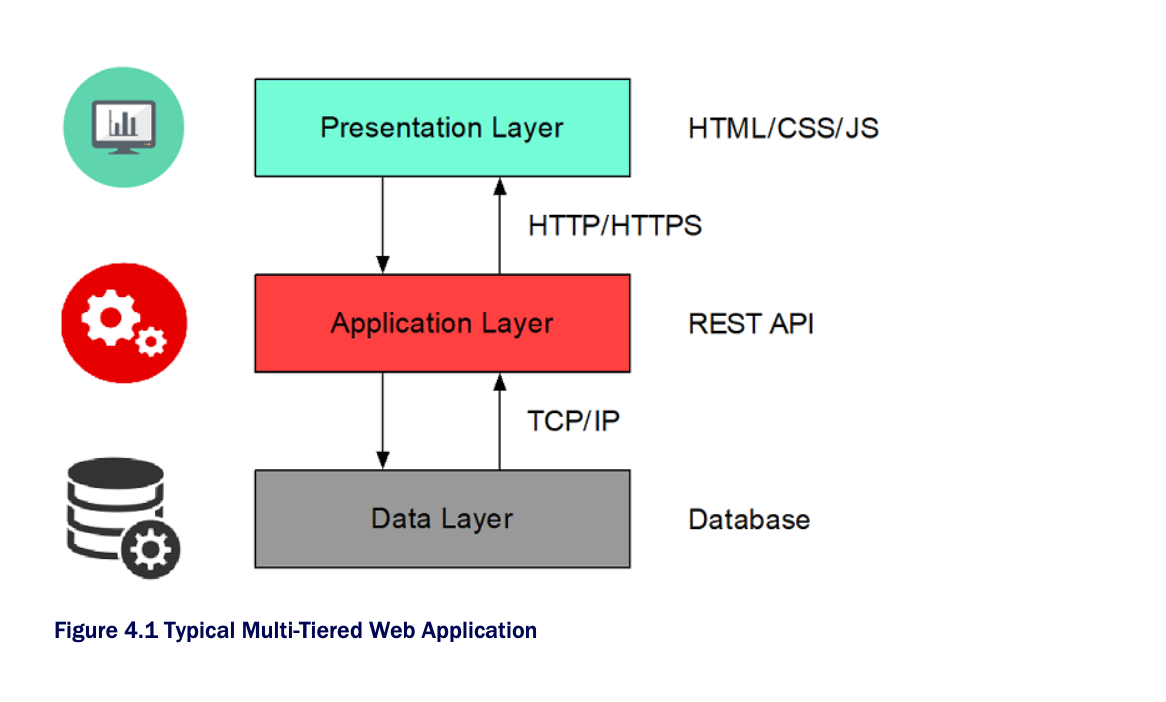 Presentation Layer
HTML/CSS/JS
HTTP/HTTPS
Application Layer
REST API
TCP/IP
Data Layer
Database
Figure 4.1 Typical Multi-Tiered Web Application